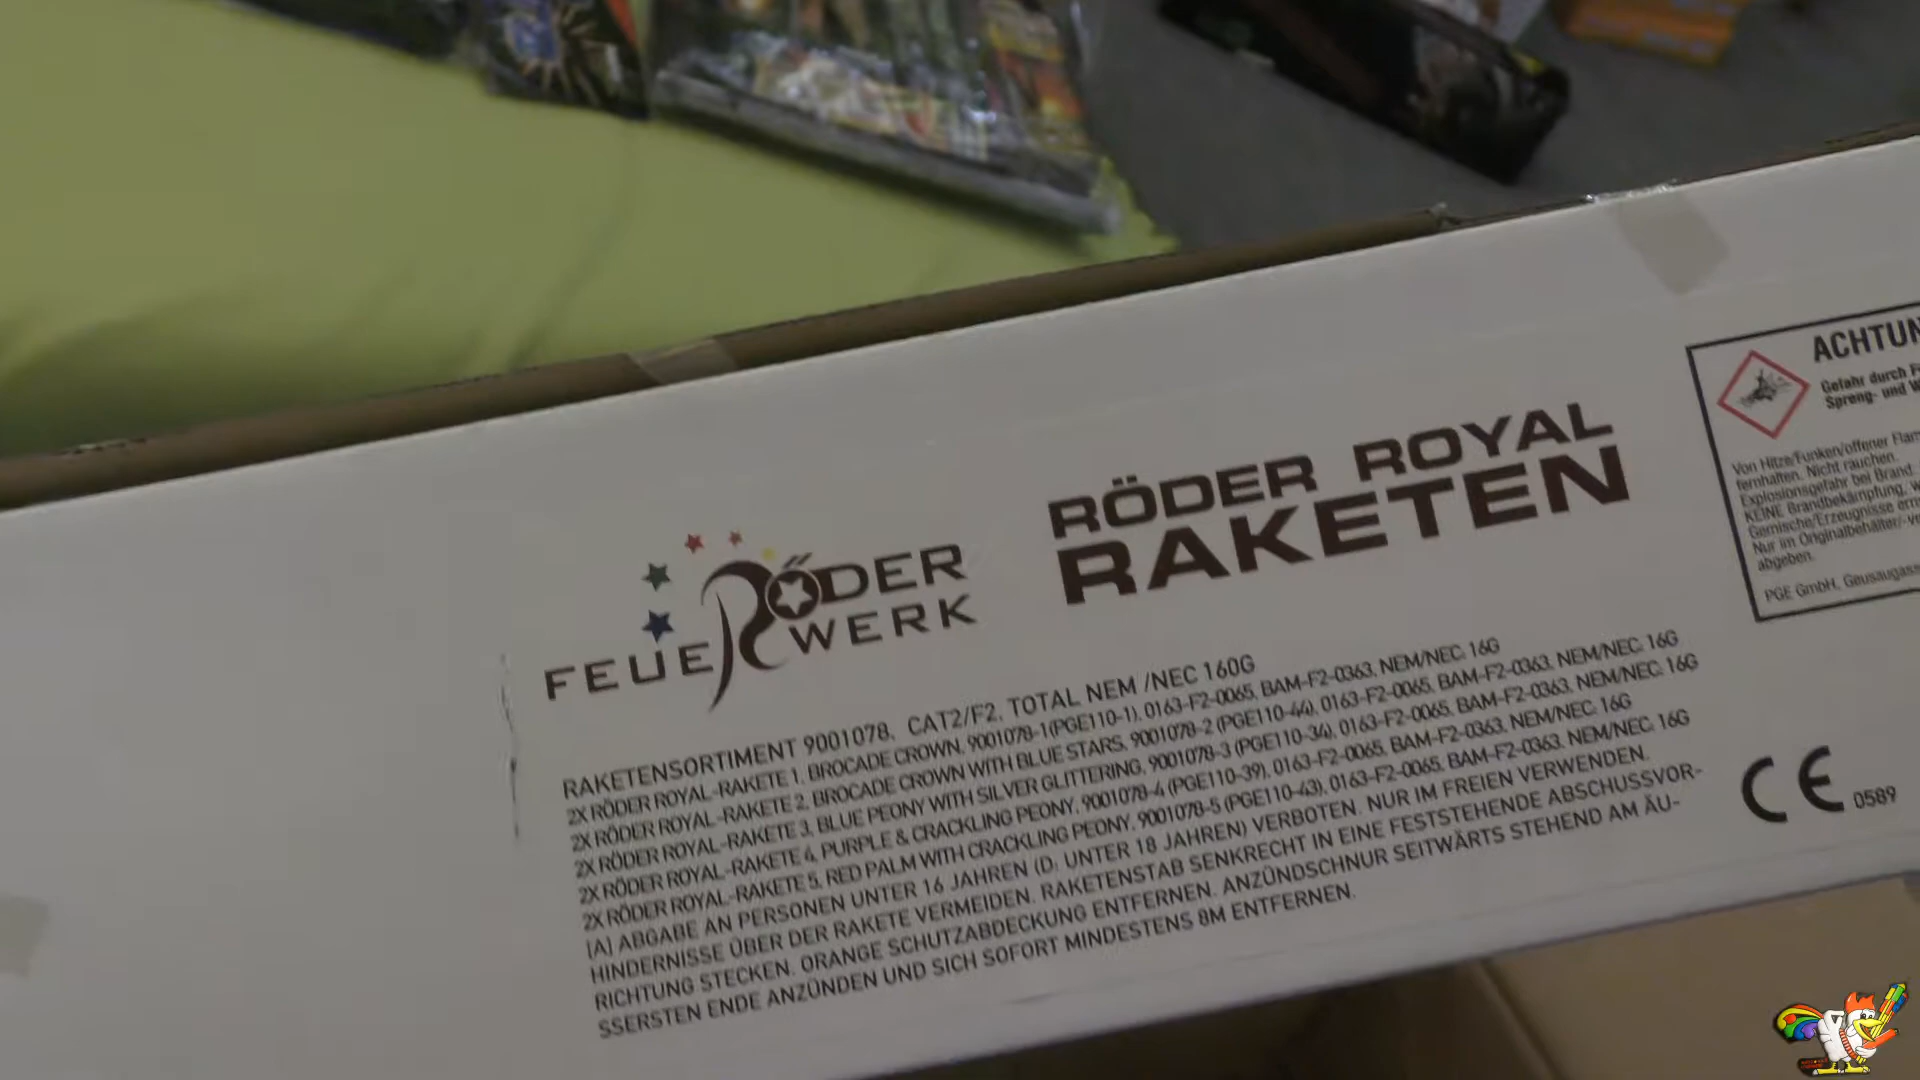 RÖDER
FEUERWERK
RÖDER ROYAL
RAKETEN
RAKETENSORTIMENT 9001078, CAT2/F2, TOTAL NEM /NEC 160G
2X RÖDER ROYAL-RAKETE 1, BROCADE CROWN, 9001078-1(PGE110-1), 0163-F2-0065, BAM-F2-0363, NEM/NEC: 16G
2X RÖDER ROYAL-RAKETE 2, BROCADE CROWN WITH BLUE STARS, 9001078-2 (PGE110-44), 0163-F2-0065, BAM-F2-0363, NEM/NEC: 16G
2X RÖDER ROYAL-RAKETE 3, BLUE PEONY WITH SILVER GLITTERING, 9001078-3 (PGE110-34), 0163-F2-0065, BAM-F2-0363, NEM/NEC: 16G
2X RÖDER ROYAL-RAKETE 4, PURPLE & CRACKLING PEONY, 9001078-4 (PGE110-39), 0163-F2-0065, BAM-F2-0363, NEM/NEC: 16G
2X RÖDER ROYAL-RAKETE 5, RED PALM WITH CRACKLING PEONY, 9001078-5 (PGE110-43), 0163-F2-0065, BAM-F2-0363, NEM/NEC: 16G
(A) ABGABE AN PERSONEN UNTER 16 JAHREN (D: UNTER 18 JAHREN) VERBOTEN. NUR IM FREIEN VERWENDEN.
HINDERNISSE ÜBER DER RAKETE VERMEIDEN. RAKETENSTAB SENKRECHT IN EINE FESTSTEHENDE ABSCHUSSVOR-
RICHTUNG STECKEN. ORANGE SCHUTZABDECKUNG ENTFERNEN. ANZÜNDSCHNUR SEITWÄRTS STEHEND AM ÄU-
SSERSTEN ENDE ANZÜNDEN UND SICH SOFORT MINDESTENS 8M ENTFERNEN.
ACHTUN
Gefahr durch F
Spreng- und W
Von Hitze/Funken/offener Flam
fernhalten. Nicht rauchen.
Explosionsgefahr bei Brand.
KEINE Brandbekämpfung, w
Gemische/Erzeugnisse err
Nur im Originalbehälter/-ve
abgeben.
PGE GmbH, Geusaugass
CE 0589